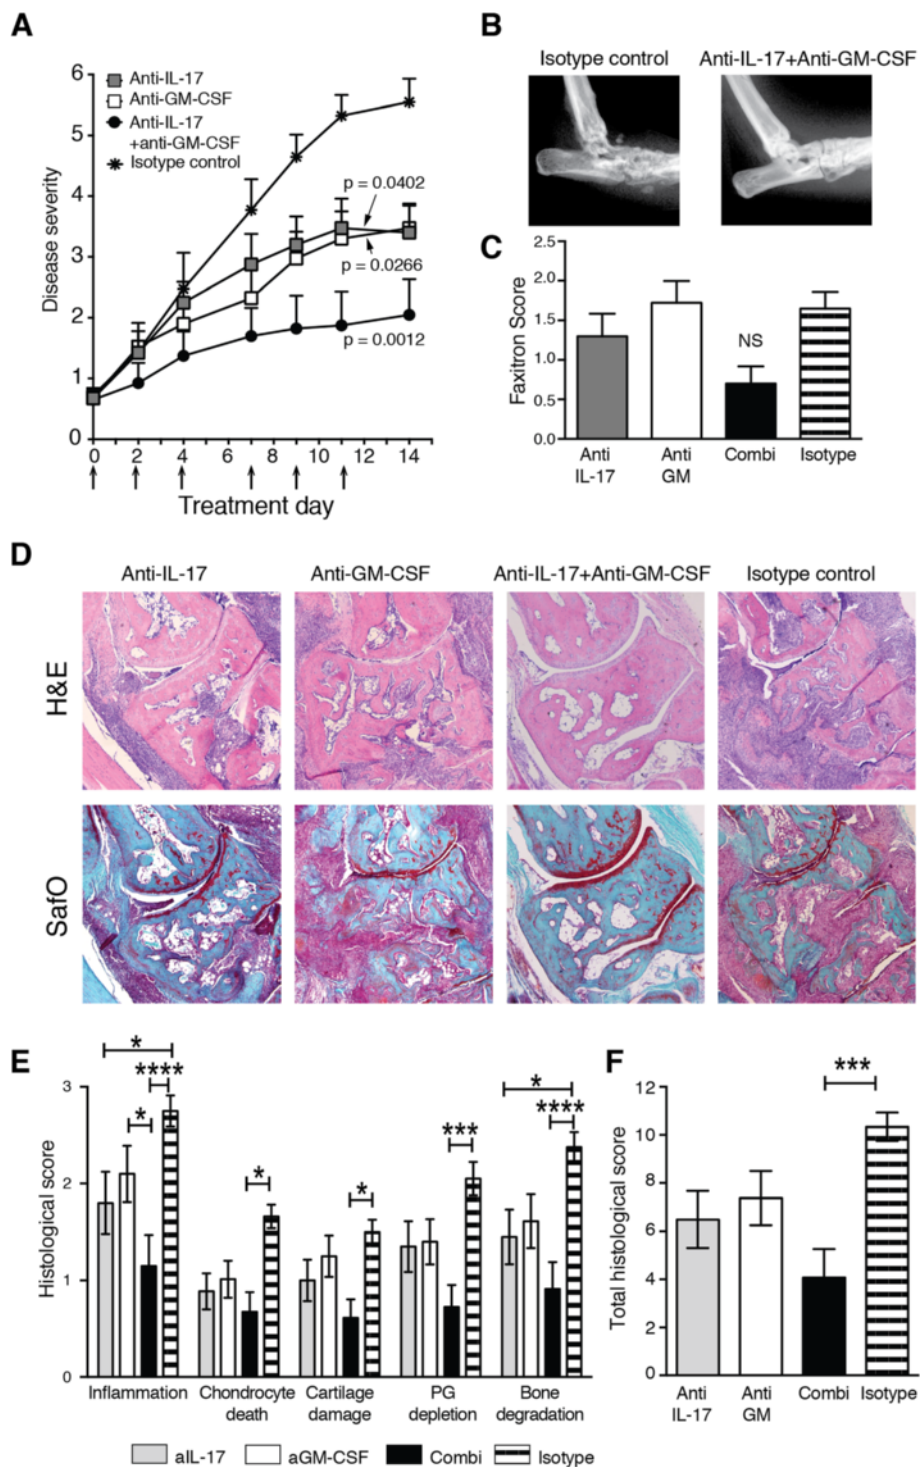 A
Disease severity
6
5
4
3
2
1
0
Anti-IL-17
Anti-GM-CSF
Anti-IL-17
+anti-GM-CSF
Isotype control
p = 0.0402
p = 0.0266
p = 0.0012
0 2 4 6 8 10 12 14
Treatment day
B
Isotype control Anti-IL-17+Anti-GM-CSF
C
Faxitron Score
2.5
2.0
1.5
1.0
0.5
0.0
NS
Anti IL-17
Anti GM
Combi
Isotype
D
Anti-IL-17 Anti-GM-CSF Anti-IL-17+Anti-GM-CSF Isotype control
H&E
SafO
E
Histological score
3
2
1
0
* **** * * * *** * ****
Inflammation
Chondrocyte death
Cartilage damage
PG depletion
Bone degradation
aIL-17 aGM-CSF Combi Isotype
F
Total histological score
12
10
8
6
4
2
0
***
Anti IL-17
Anti GM
Combi
Isotype